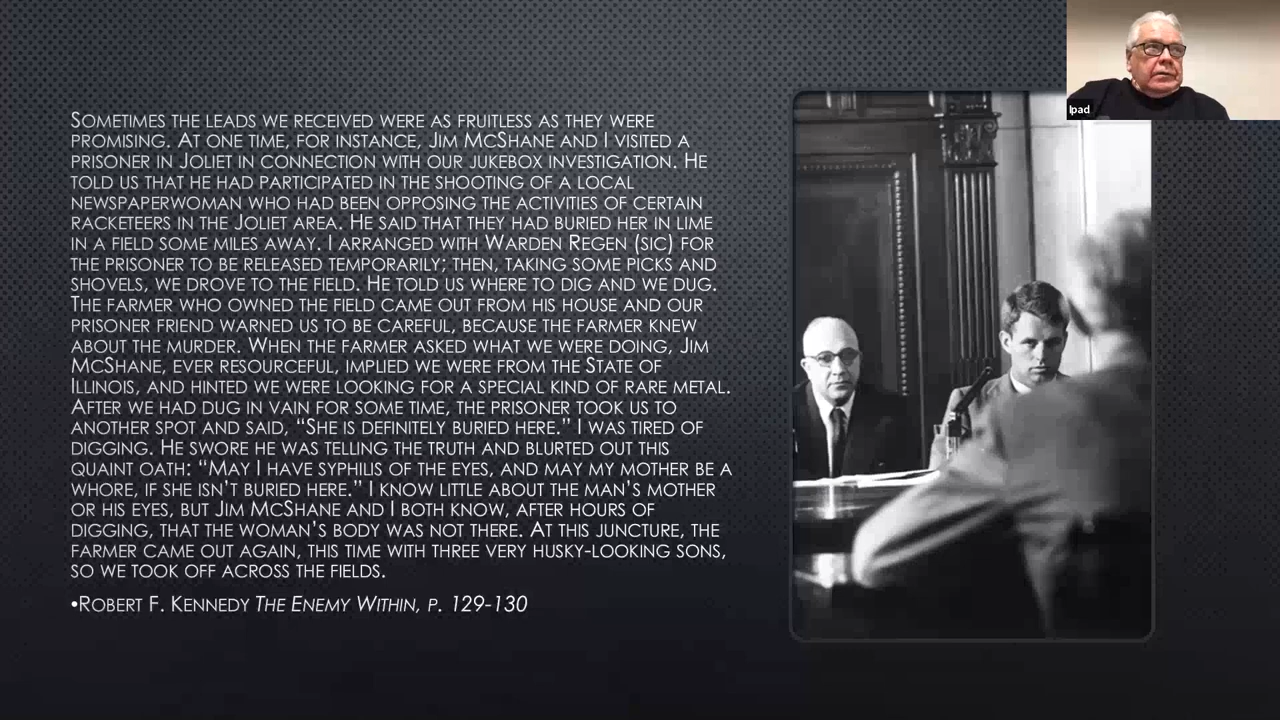 Sometimes the leads we received were as fruitless as they were
promising. At one time, for instance, Jim McShane and I visited a
prisoner in Joliet in connection with our jukebox investigation. He
told us that he had participated in the shooting of a local
newspaperwoman who had been opposing the activities of certain
racketeers in the Joliet area. He said that they had buried her in lime
in a field some miles away. I arranged with Warden Regen (sic) for
the prisoner to be released temporarily; then, taking some picks and
shovels, we drove to the field. He told us where to dig and we dug.
The farmer who owned the field came out from his house and our
prisoner friend warned us to be careful, because the farmer knew
about the murder. When the farmer asked what we were doing, Jim
McShane, ever resourceful, implied we were from the State of
Illinois, and hinted we were looking for a special kind of rare metal.
After we had dug in vain for some time, the prisoner took us to
another spot and said, “She is definitely buried here.” I was tired of
digging. He swore he was telling the truth and blurted out this
quaint oath: “May I have syphilis of the eyes, and may my mother be a
whore, if she isn’t buried here.” I know little about the man’s mother
or his eyes, but Jim McShane and I both know, after hours of
digging, that the woman’s body was not there. At this juncture, the
farmer came out again, this time with three very husky-looking sons,
so we took off across the fields.
•Robert F. Kennedy The Enemy Within, p. 129-130
Ipad